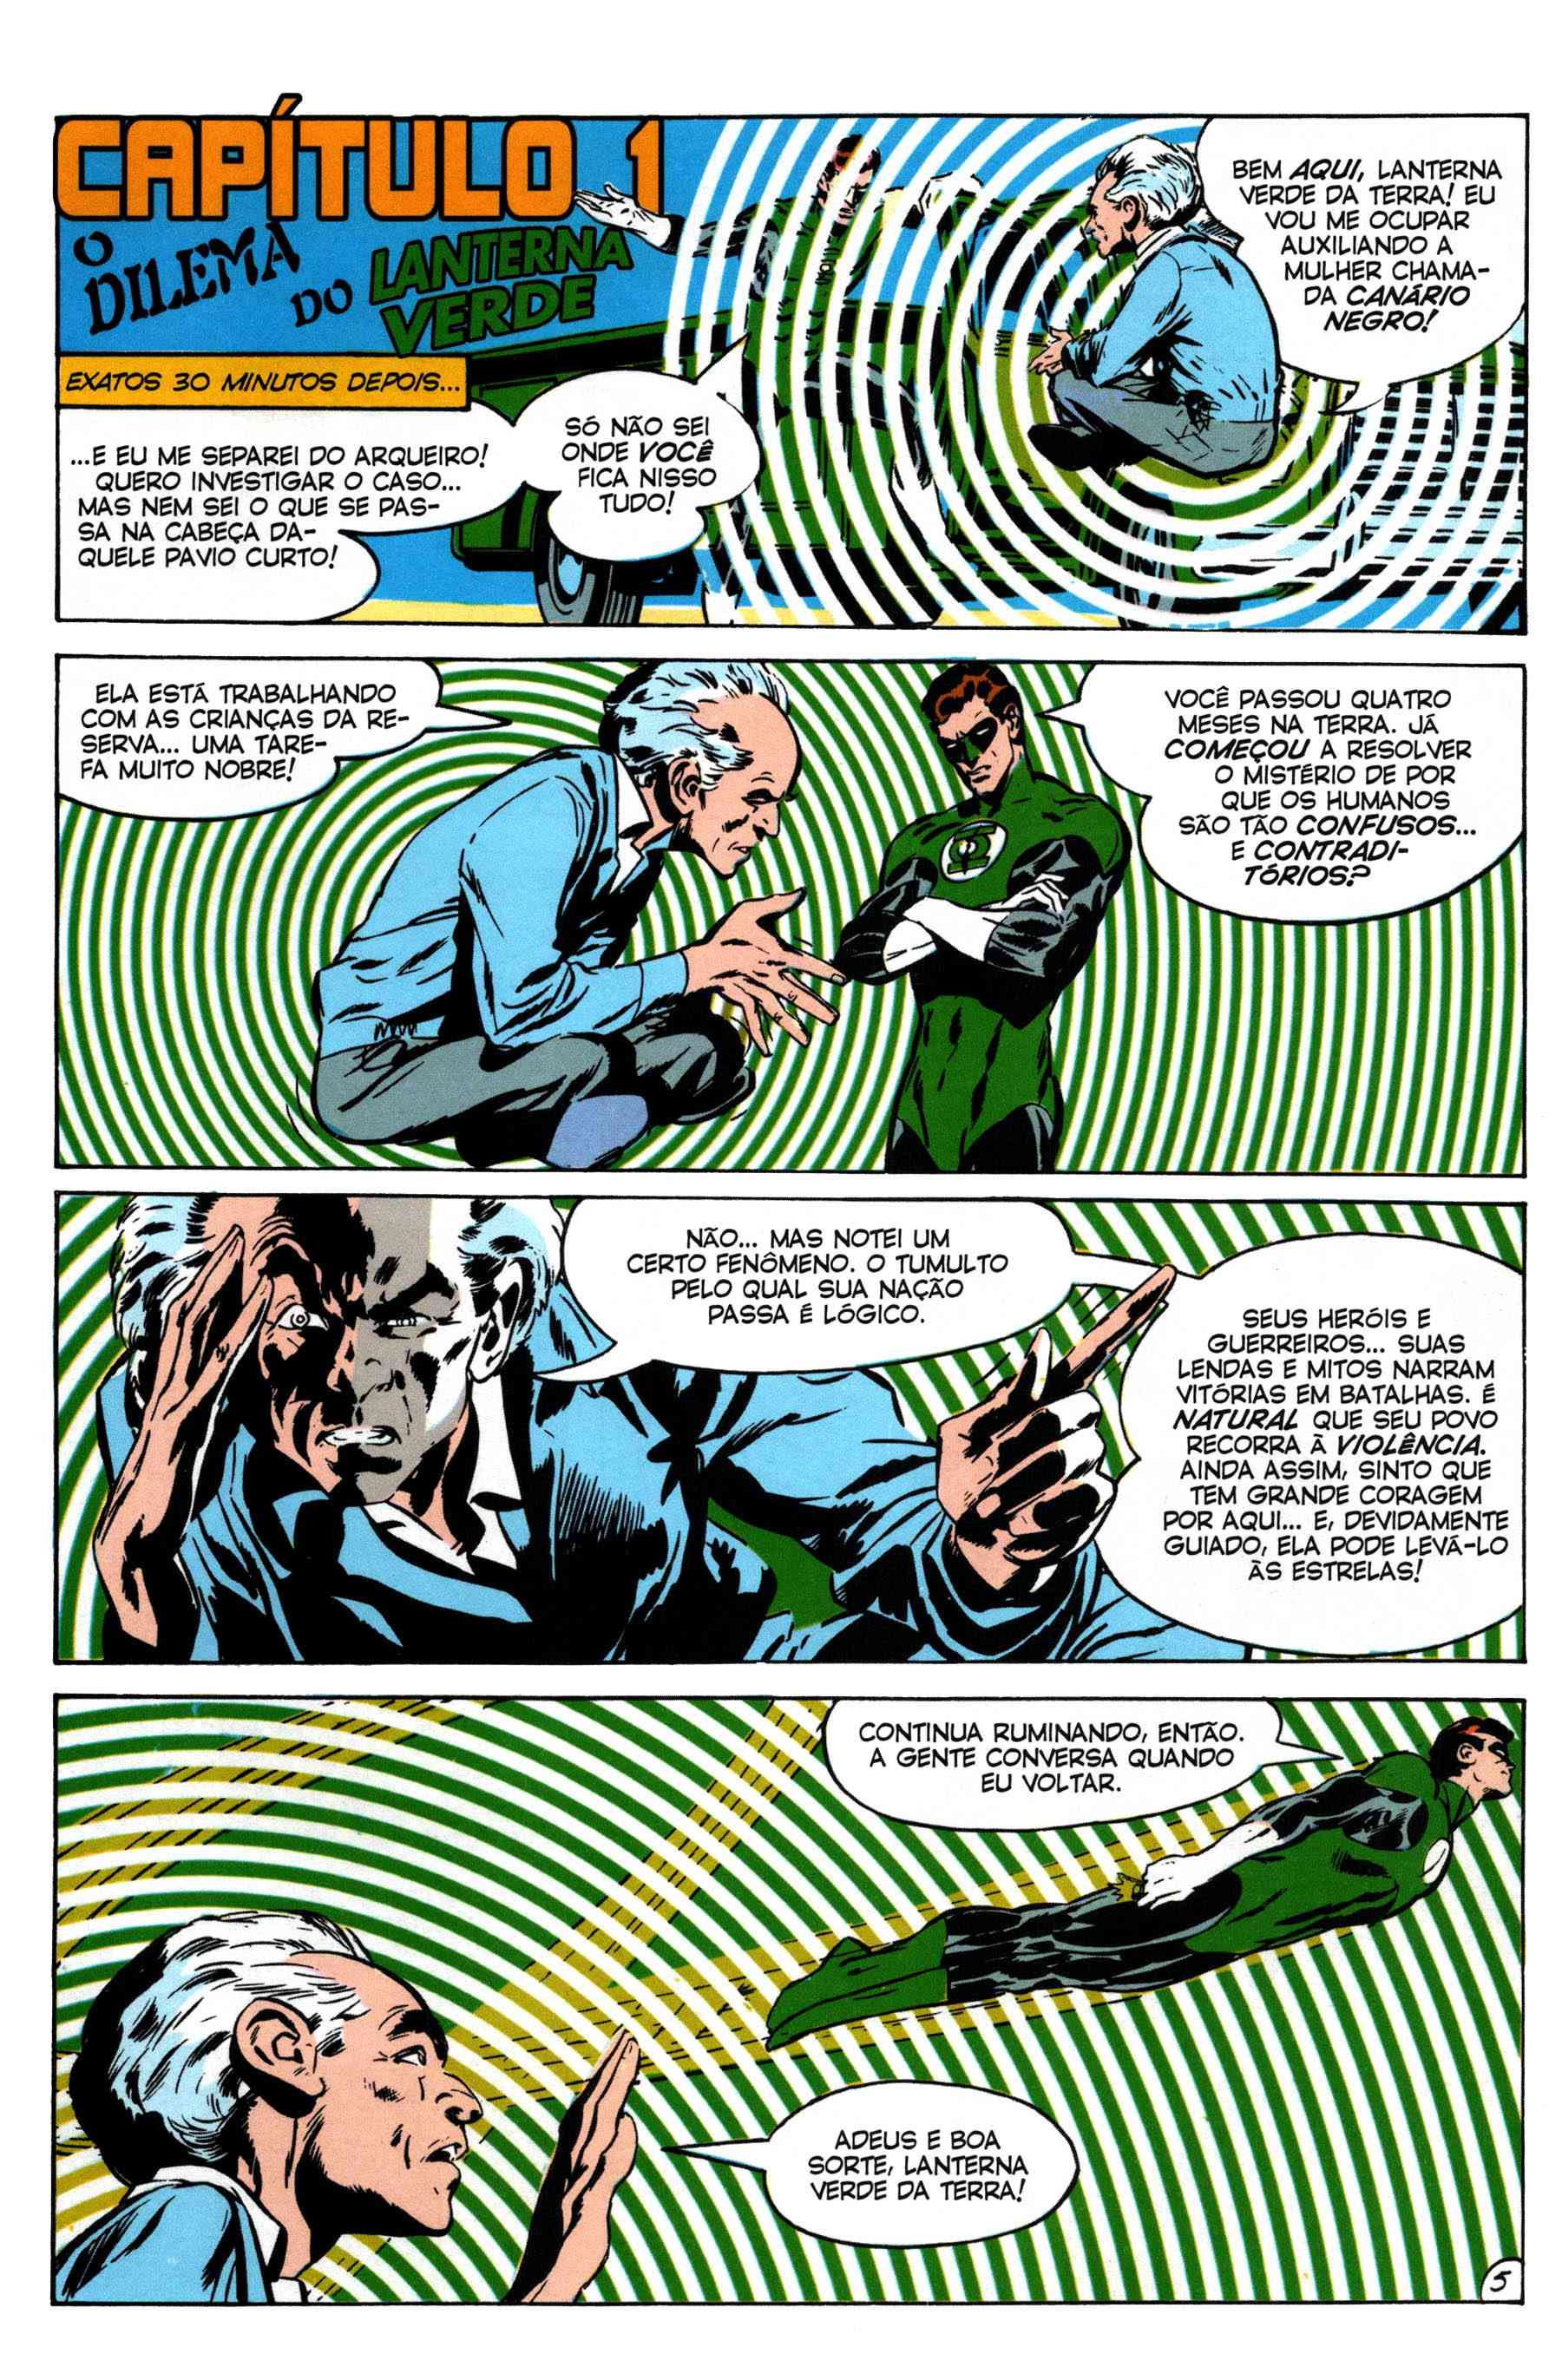 CAPÍTULO 1
O
DILEMA
DO LANTERNA
VERDE
EXATOS 30 MINUTOS DEPOIS...
...E EU ME SEPAREI DO ARQUEIRO!
QUERO INVESTIGAR O CASO...
MAS NEM SEI O QUE SE PAS-
SA NA CABEÇA DA-
QUELE PAVIO CURTO!
SÓ NÃO SEI
ONDE VOCÊ
FICA NISSO
TUDO!
BEM AQUI, LANTERNA
VERDE DA TERRA! EU
VOU ME OCUPAR
AUXILIANDO A
MULHER CHAMA-
DA CANÁRIO
NEGRO!
ELA ESTÁ TRABALHANDO
COM AS CRIANÇAS DA RE-
SERVA... UMA TARE-
FA MUITO NOBRE!
VOCÊ PASSOU QUATRO
MESES NA TERRA. JÁ
COMEÇOU A RESOLVER
O MISTÉRIO DE POR
QUE OS HUMANOS
SÃO TÃO CONFUSOS...
E CONTRADI-
TÓRIOS?
NÃO... MAS NOTEI UM
CERTO FENÔMENO. O TUMULTO
PELO QUAL SUA NAÇÃO
PASSA É LÓGICO.
SEUS HERÓIS E
GUERREIROS... SUAS
LENDAS E MITOS NARRAM
VITÓRIAS EM BATALHAS. É
NATURAL QUE SEU POVO
RECORRA À VIOLÊNCIA.
AINDA ASSIM, SINTO QUE
TEM GRANDE CORAGEM
POR AQUI... E, DEVIDAMENTE
GUIADO, ELA PODE LEVÁ-LO
ÀS ESTRELAS!
CONTINUA RUMINANDO, ENTÃO.
A GENTE CONVERSA QUANDO
EU VOLTAR.
ADEUS E BOA
SORTE, LANTERNA
VERDE DA TERRA!
5